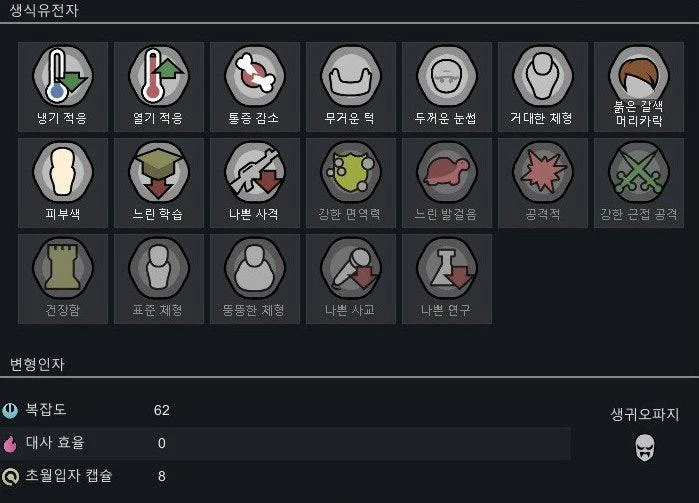 생식유전자
냉기 적응
열기 적응
통증 감소
무거운 턱
두꺼운 눈썹
거대한 체형
붉은 갈색
머리카락
피부색
느린 학습
나쁜 사격
강한 면역력
느린 발걸음
공격적
강한 근접 공격
건장함
표준 체형
뚱뚱한 체형
나쁜 사교
나쁜 연구
변형인자
복잡도 62
대사 효율 0
초월입자 캡슐 8
생귀오파지